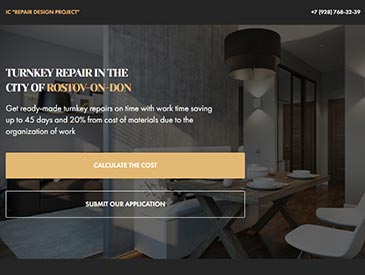 IC "REPAIR DESIGN PROJECT"
+7 (928) 768-32-39
TURNKEY REPAIR IN THE
CITY OF ROSTOV-ON-DON
Get ready-made turnkey repairs on time with work time saving
up to 45 days and 20% from cost of materials due to the
organization of work
CALCULATE THE COST
SUBMIT OUR APPLICATION